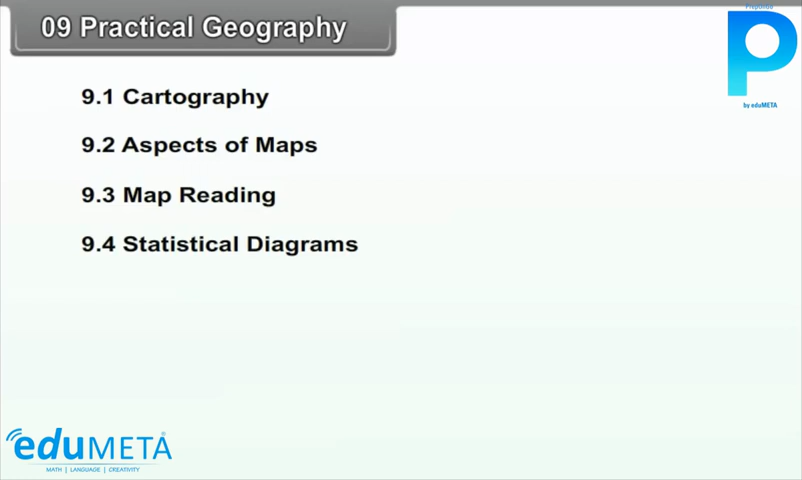 Prepondo
09 Practical Geography
by eduMETA
9.1 Cartography
9.2 Aspects of Maps
9.3 Map Reading
9.4 Statistical Diagrams
eduMETA
MATH | LANGUAGE | CREATIVITY